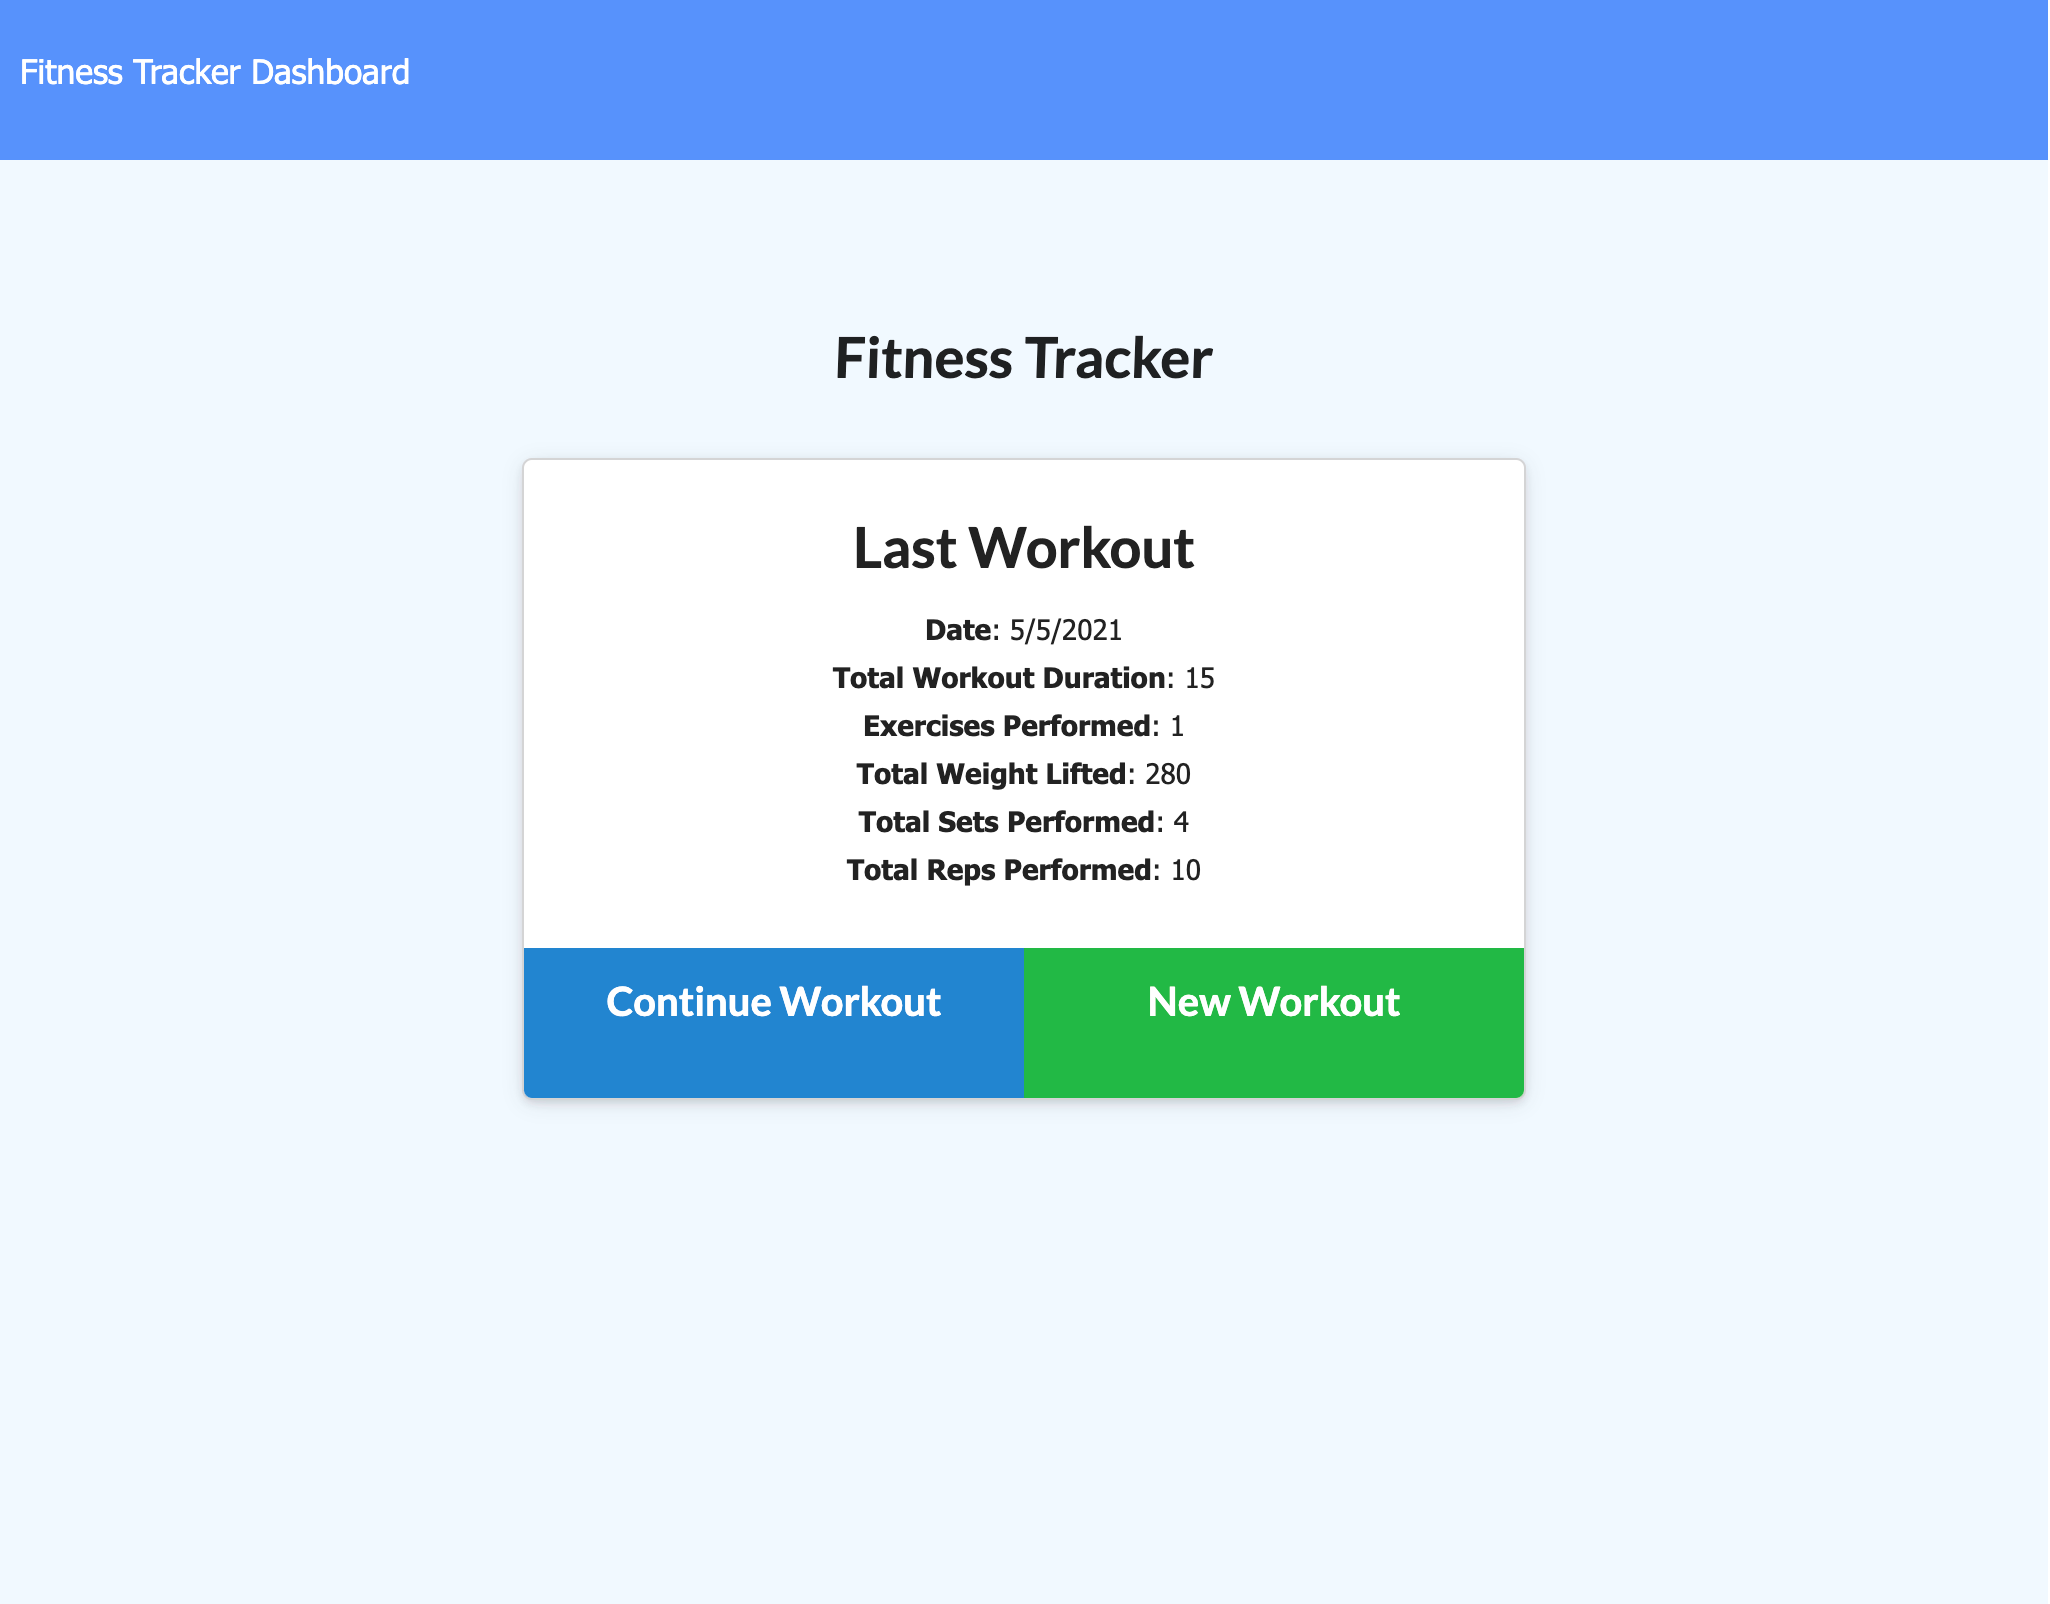 Fitness Tracker Dashboard
Fitness Tracker
Last Workout
Date: 5/5/2021
Total Workout Duration: 15
Exercises Performed: 1
Total Weight Lifted: 280
Total Sets Performed: 4
Total Reps Performed: 10
Continue Workout
New Workout